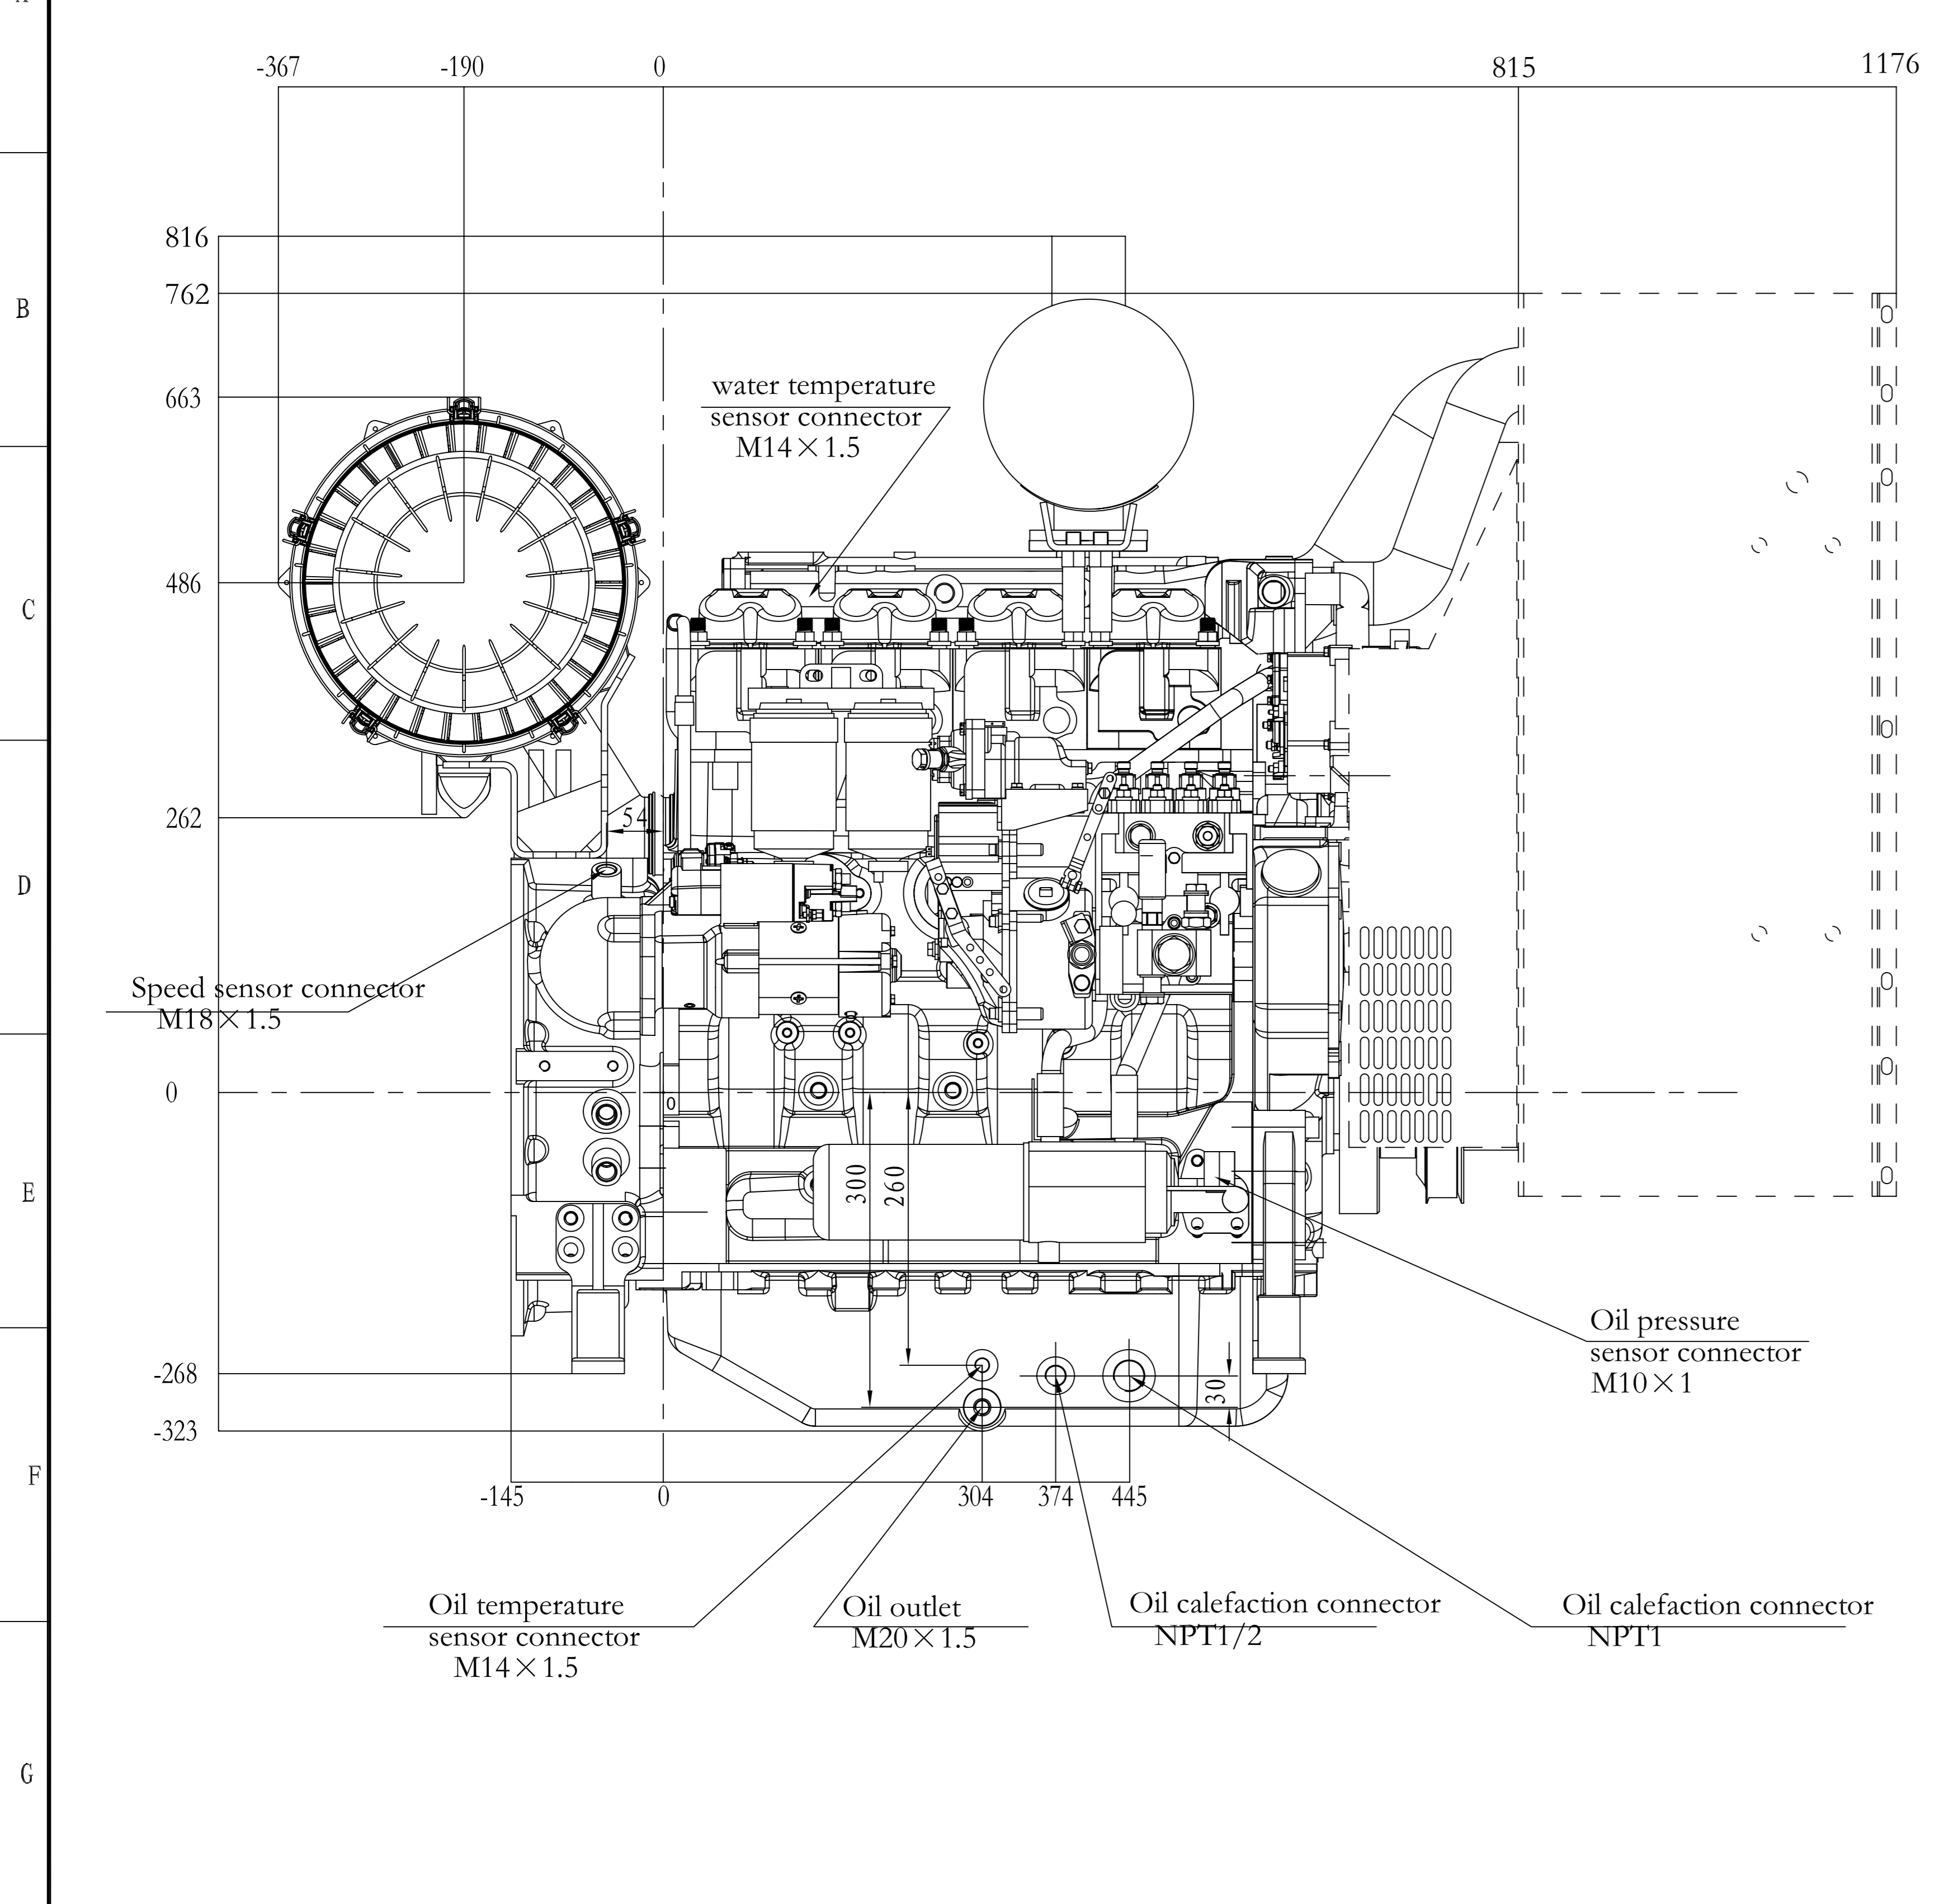 -367
-190
0
815
1176
816
762
B
663
water temperature
sensor connector
M14×1.5
486
C
262
54
D
Speed sensor connector
M18×1.5
0
E
300
260
Oil pressure
sensor connector
M10×1
-268
30
-323
F
-145
0
304
374
445
Oil temperature
sensor connector
M14×1.5
Oil outlet
M20×1.5
Oil calefaction connector
NPT1/2
Oil calefaction connector
NPT1
G